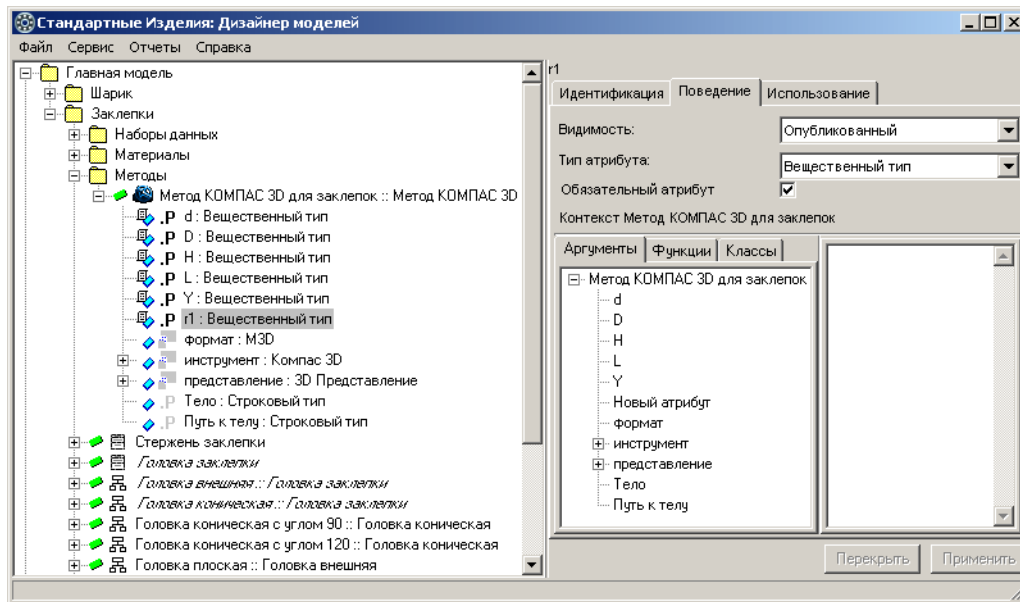 Стандартные Изделия: Дизайнер моделей
Файл Сервис Отчеты Справка
Главная модель
Шарик
Заклепки
Наборы данных
Материалы
Методы
Метод КОМПАС 3D для заклепок :: Метод КОМПАС 3D
.P d : Вещественный тип
.P D : Вещественный тип
.P H : Вещественный тип
.P L : Вещественный тип
.P Y : Вещественный тип
.P r1 : Вещественный тип
формат : M3D
инструмент : Компас 3D
представление : 3D Представление
.P Тело : Строковый тип
.P Путь к телу : Строковый тип
Стержень заклепки
Головка заклепки
Головка внешняя :: Головка заклепки
Головка коническая :: Головка заклепки
Головка коническая с углом 90 :: Головка коническая
Головка коническая с углом 120 :: Головка коническая
Головка плоская :: Головка внешняя
r1
Идентификация Поведение Использование
Видимость: Опубликованный
Тип атрибута: Вещественный тип
Обязательный атрибут
Контекст Метод КОМПАС 3D для заклепок
Аргументы Функции Классы
Метод КОМПАС 3D для заклепок
d
D
H
L
Y
Новый атрибут
формат
инструмент
представление
Тело
Путь к телу
Перекрыть Применить